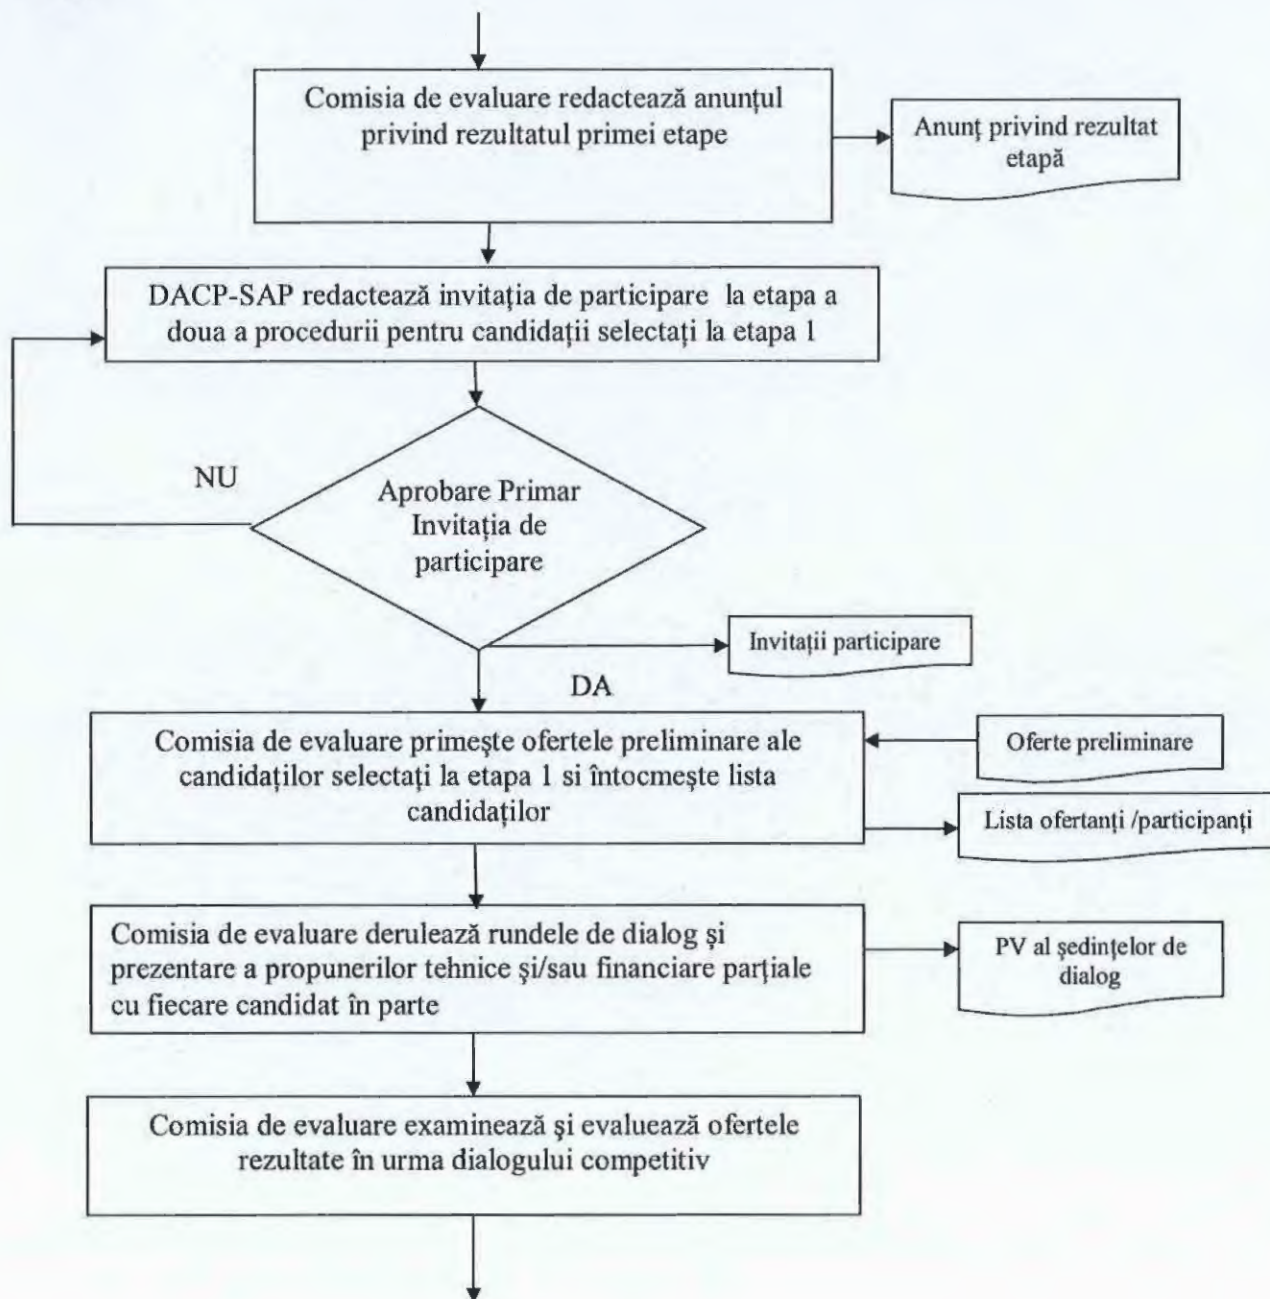 Comisia de evaluare redactează anunțul
privind rezultatul primei etape
Anunț privind rezultat
etapă
DACP-SAP redactează invitația de participare la etapa a
doua a procedurii pentru candidații selectați la etapa 1
NU
Aprobare Primar
Invitația de
participare
Invitații participare
DA
Comisia de evaluare primește ofertele preliminare ale
candidaților selectați la etapa 1 si întocmește lista
candidaților
Oferte preliminare
Lista ofertanți /participanți
Comisia de evaluare derulează rundele de dialog și
prezentare a propunerilor tehnice și/sau financiare parțiale
cu fiecare candidat în parte
PV al ședințelor de
dialog
Comisia de evaluare examinează și evaluează ofertele
rezultate în urma dialogului competitiv